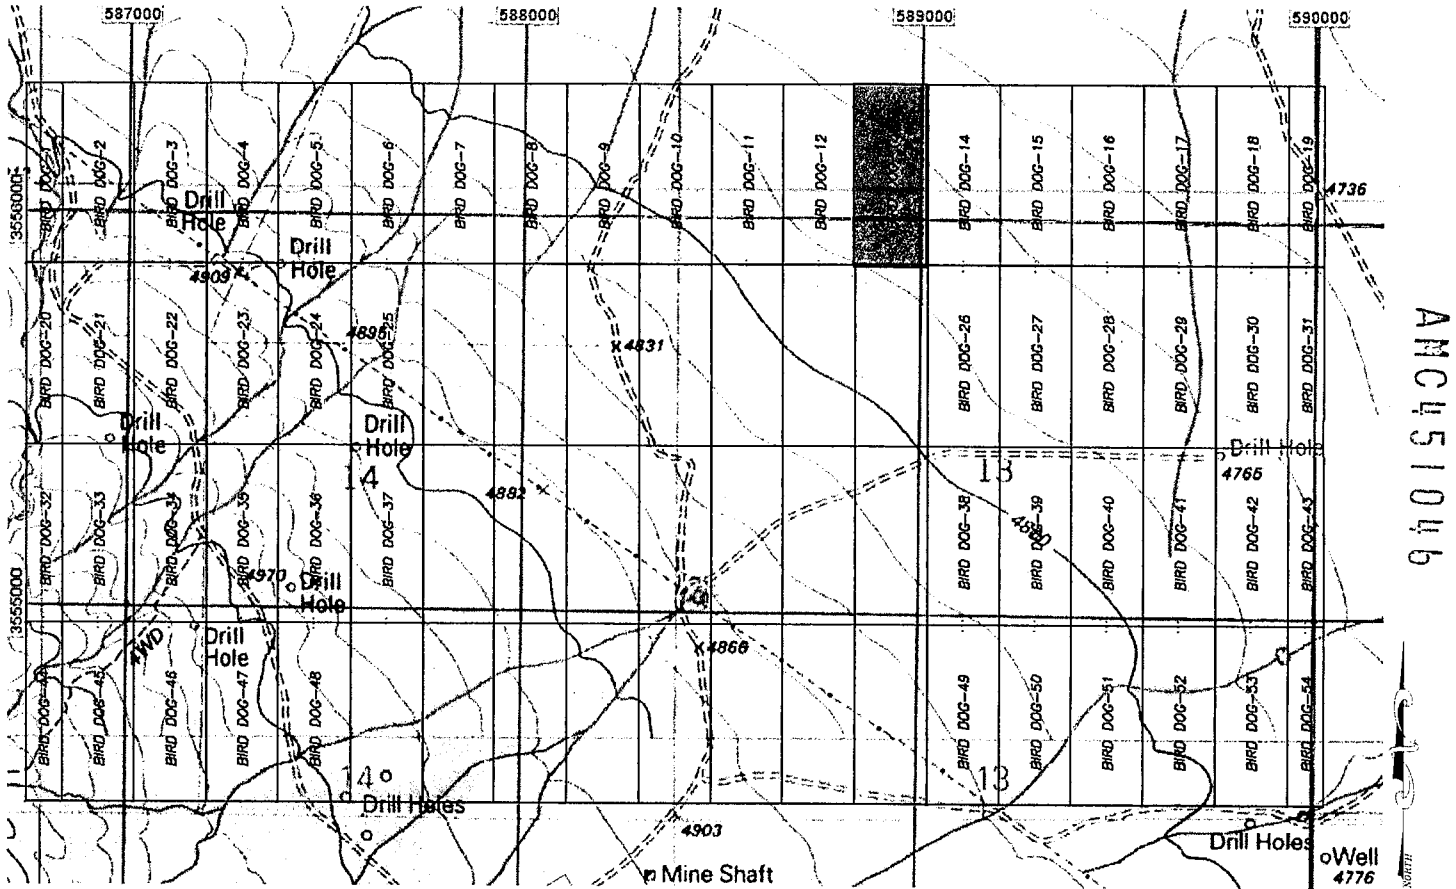 587000
588000
589000
590000
BIRD DOG-2
BIRD DOG-3
BIRD DOG-4
BIRD DOG-5
BIRD DOG-6
BIRD DOG-7
BIRD DOG-8
BIRD DOG-9
BIRD DOG-10
BIRD DOG-11
BIRD DOG-12
BIRD DOG-14
BIRD DOG-15
BIRD DOG-16
BIRD DOG-17
BIRD DOG-18
BIRD DOG-19
3556000
4736
Drill
Hole
Drill
Hole
4909
BIRD DOG-20
BIRD DOG-21
BIRD DOG-22
BIRD DOG-23
BIRD DOG-24
BIRD DOG-25
4895
4831
BIRD DOG-26
BIRD DOG-27
BIRD DOG-28
BIRD DOG-29
BIRD DOG-30
BIRD DOG-31
AMC451046
Drill
Hole
Drill
Hole
14
4882
13
Drill Hole
4765
BIRD DOG-32
BIRD DOG-33
BIRD DOG-34
BIRD DOG-35
BIRD DOG-36
BIRD DOG-37
BIRD DOG-38
BIRD DOG-39
BIRD DOG-40
BIRD DOG-41
BIRD DOG-42
BIRD DOG-43
4970
Drill
Hole
3555000
4WD
Drill
Hole
4866
BIRD DOG-44
BIRD DOG-45
BIRD DOG-46
BIRD DOG-47
BIRD DOG-48
BIRD DOG-49
BIRD DOG-50
BIRD DOG-51
BIRD DOG-52
BIRD DOG-53
BIRD DOG-54
14
13
Drill Holes
4903
Drill Holes
Mine Shaft
Well
4776